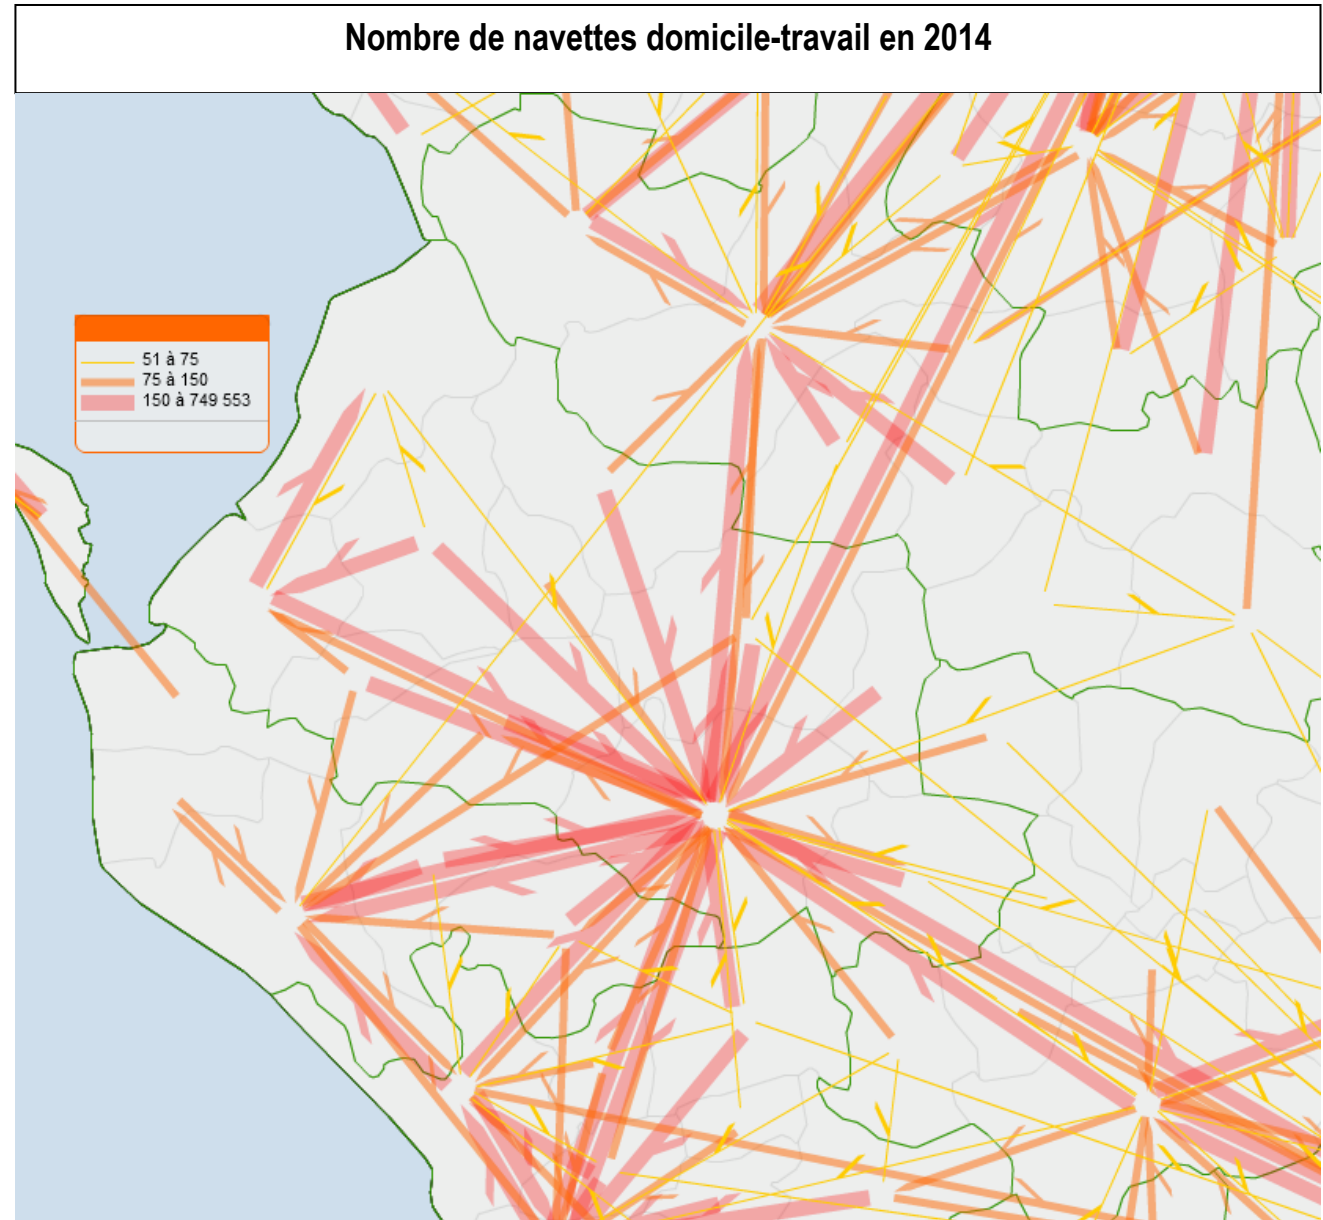 Nombre de navettes domicile-travail en 2014
51 à 75
75 à 150
150 à 749 553